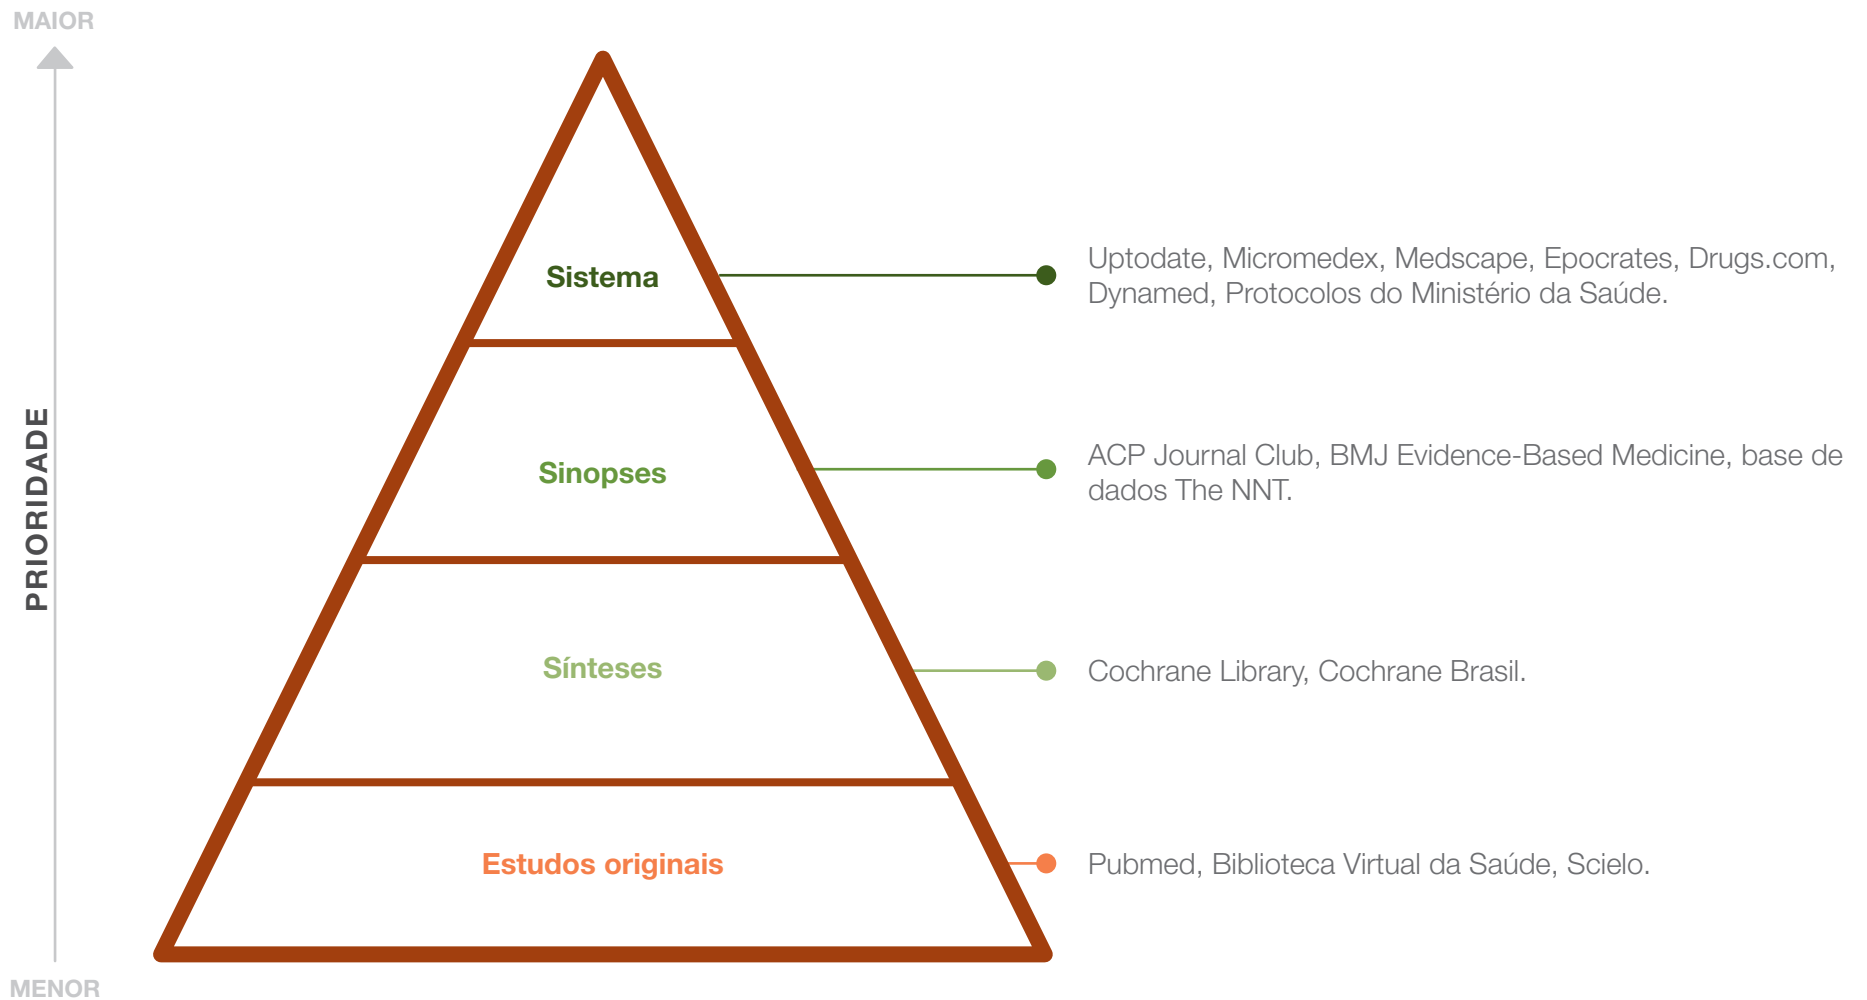 MAIOR
PRIORIDADE
MENOR
Sistema
Uptodate, Micromedex, Medscape, Epocrates, Drugs.com,
Dynamed, Protocolos do Ministério da Saúde.
Sinopses
ACP Journal Club, BMJ Evidence-Based Medicine, base de
dados The NNT.
Sínteses
Cochrane Library, Cochrane Brasil.
Estudos originais
Pubmed, Biblioteca Virtual da Saúde, Scielo.